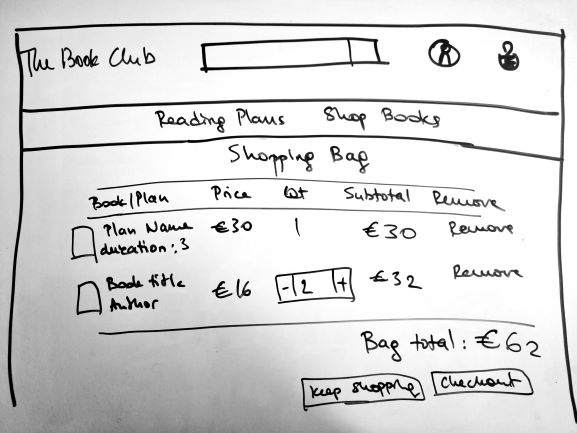 The Book Club R
Reading Plans Shop Books
Shopping Bag
Book/Plan Price Qt Subtotal Remove
Plan Name €30 1 €30 Remove
duration: 3
Book title €16 - 2 + €32 Remove
Author
Bag total: €62
Keep shopping Checkout